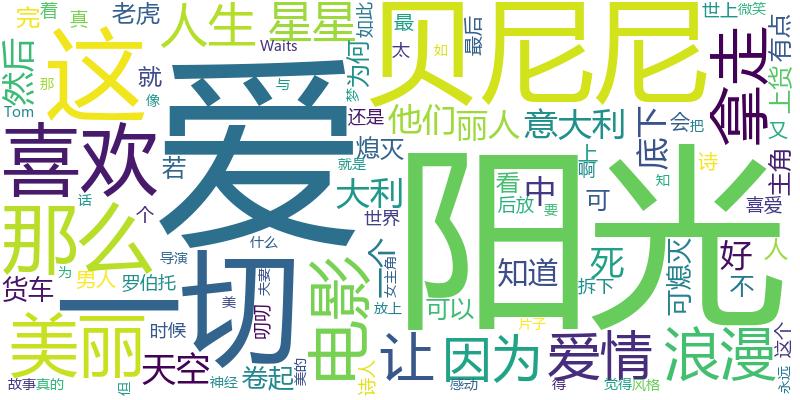 完
着
真
老虎
人生
星星
如此
贝尼尼
世上
微笑
然后
这
那
就
像
Waits
与
为何
梦
最
太
最后
如
拿走
有点
上货
又
Tom
爱
还是
他们
丽人
意大利
底下
会
把
喜欢
若
熄灭
阳光
上
啊
诗
主角
话
就是
大利
看
中
可
知
喜爱
那么
个
世界
后放
要
一切
导演
什么
电影
一个
知道
死
好
人
货车
为
男人
罗伯托
夫妻
女主角
放上
可以
拆下
可熄灭
不
美丽
时候
美
叨叨
片子
这个
天空
让
因为
爱情
浪漫
故事
真的
但
神经
卷起
美的
诗人
感动
得
觉得
风格
永远